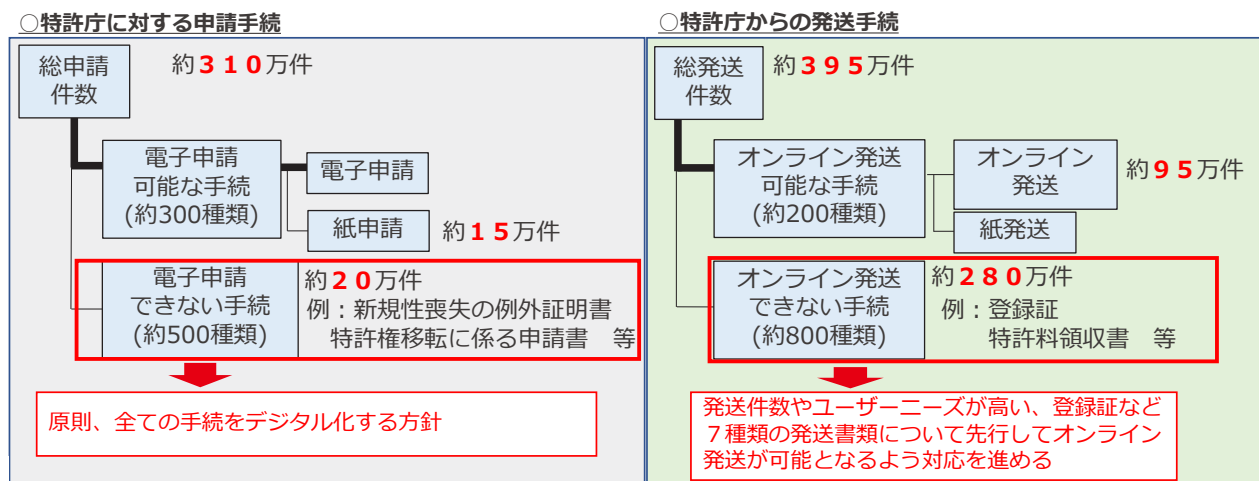 ○特許庁に対する申請手続
総申請
件数
約３１０万件
電子申請
可能な手続
(約300種類)
電子申請
紙申請
約１５万件
電子申請
できない手続
(約500種類)
約２０万件
例：新規性喪失の例外証明書
特許権移転に係る申請書　等
原則、全ての手続をデジタル化する方針
○特許庁からの発送手続
総発送
件数
約３９５万件
オンライン発送
可能な手続
(約200種類)
オンライン
発送
約９５万件
紙発送
オンライン発送
できない手続
(約800種類)
約２８０万件
例：登録証
特許料領収書　等
発送件数やユーザーニーズが高い、登録証など
７種類の発送書類について先行してオンライン
発送が可能となるよう対応を進める